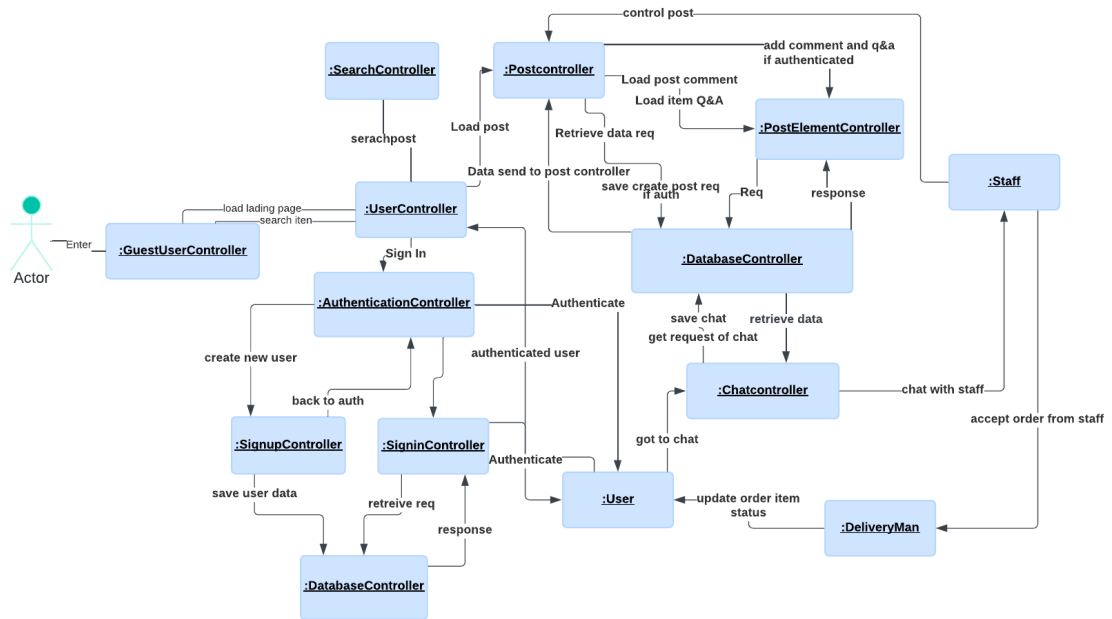 control post
:SearchController
:Postcontroller
add comment and q&a
if authenticated
Load post comment
Load item Q&A
Load post
Retrieve data req
:PostElementController
serachpost
Data send to post controller
save create post req
if auth
Req
response
:Staff
:UserController
load lading page
search iten
Enter
:GuestUserController
Actor
Sign In
:DatabaseController
:AuthenticationController
Authenticate
save chat
retrieve data
get request of chat
create new user
authenticated user
:Chatcontroller
chat with staff
back to auth
accept order from staff
:SignupController
:SigninController
got to chat
Authenticate
save user data
retreive req
:User
update order item
status
response
:DeliveryMan
:DatabaseController